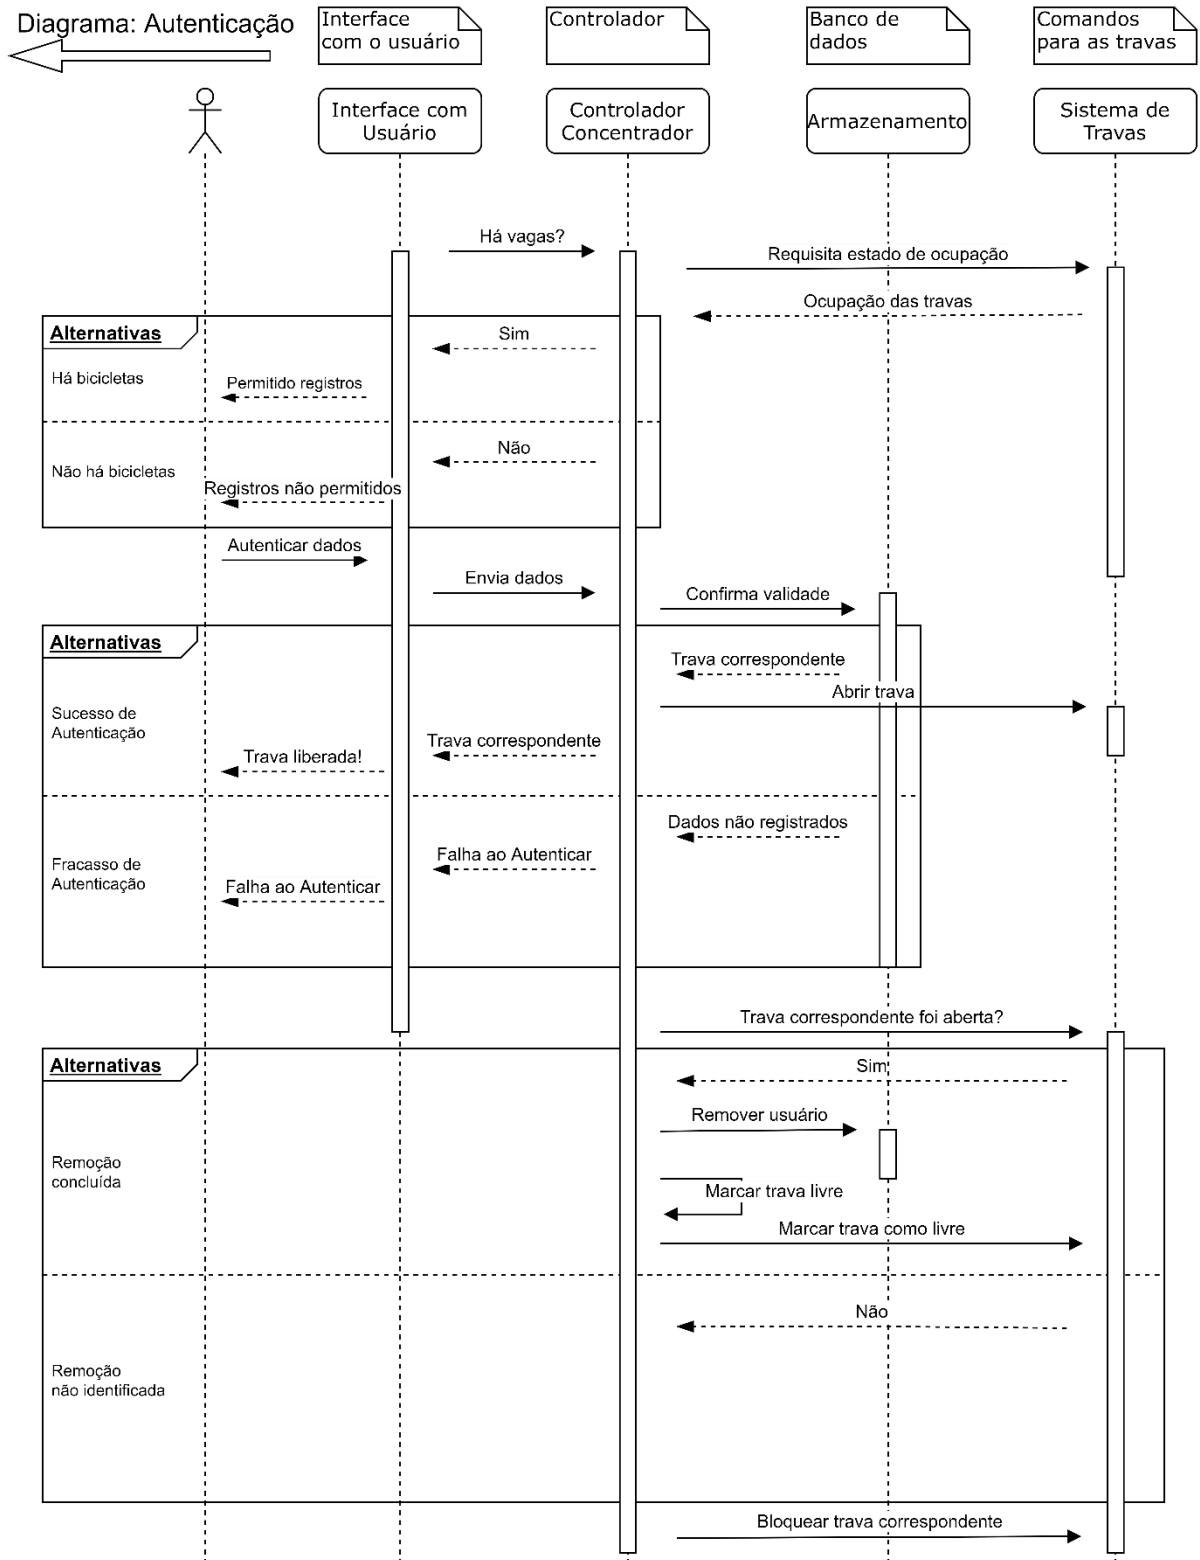 Diagrama: Autenticação
Interface
com o usuário
Controlador
Banco de
dados
Comandos
para as travas
Interface com
Usuário
Controlador
Concentrador
Armazenamento
Sistema de
Travas
Há vagas?
Requisita estado de ocupação
Ocupação das travas
Alternativas
Sim
Há bicicletas
Permitido registros
Não
Não há bicicletas
Registros não permitidos
Autenticar dados
Envia dados
Confirma validade
Alternativas
Trava correspondente
Abrir trava
Sucesso de
Autenticação
Trava correspondente
Trava liberada!
Dados não registrados
Falha ao Autenticar
Fracasso de
Autenticação
Falha ao Autenticar
Trava correspondente foi aberta?
Alternativas
Sim
Remover usuário
Remoção
concluída
Marcar trava livre
Marcar trava como livre
Não
Remoção
não identificada
Bloquear trava correspondente